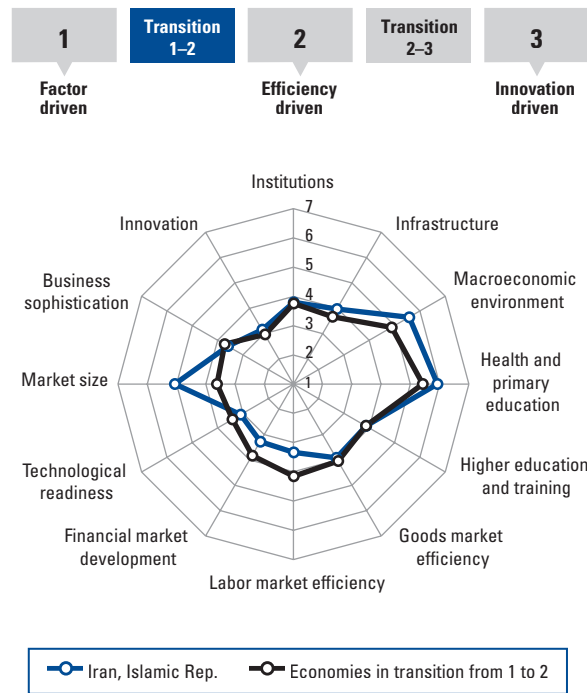 1
Transition
1–2
2
Transition
2–3
3
Factor
driven
Efficiency
driven
Innovation
driven
Institutions
7
6
5
4
3
2
1
Infrastructure
Macroeconomic
environment
Health and
primary
education
Higher education
and training
Goods market
efficiency
Labor market efficiency
Financial market
development
Technological
readiness
Market size
Business
sophistication
Innovation
Iran, Islamic Rep.
Economies in transition from 1 to 2